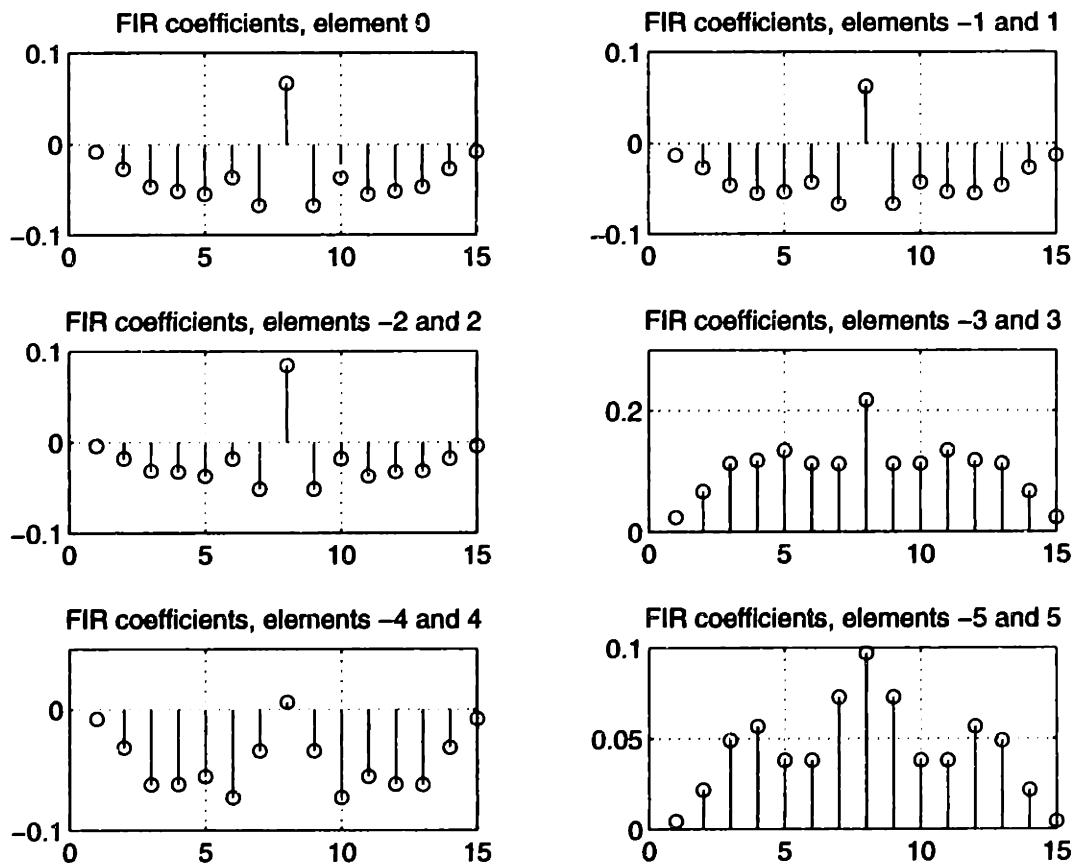 FIR coefficients, element 0
0.1
0
−0.1
0 5 10 15
FIR coefficients, elements −1 and 1
0.1
0
−0.1
0 5 10 15
FIR coefficients, elements −2 and 2
0.1
0
−0.1
0 5 10 15
FIR coefficients, elements −3 and 3
0.2
0
0 5 10 15
FIR coefficients, elements −4 and 4
0
−0.1
0 5 10 15
FIR coefficients, elements −5 and 5
0.1
0.05
0
0 5 10 15